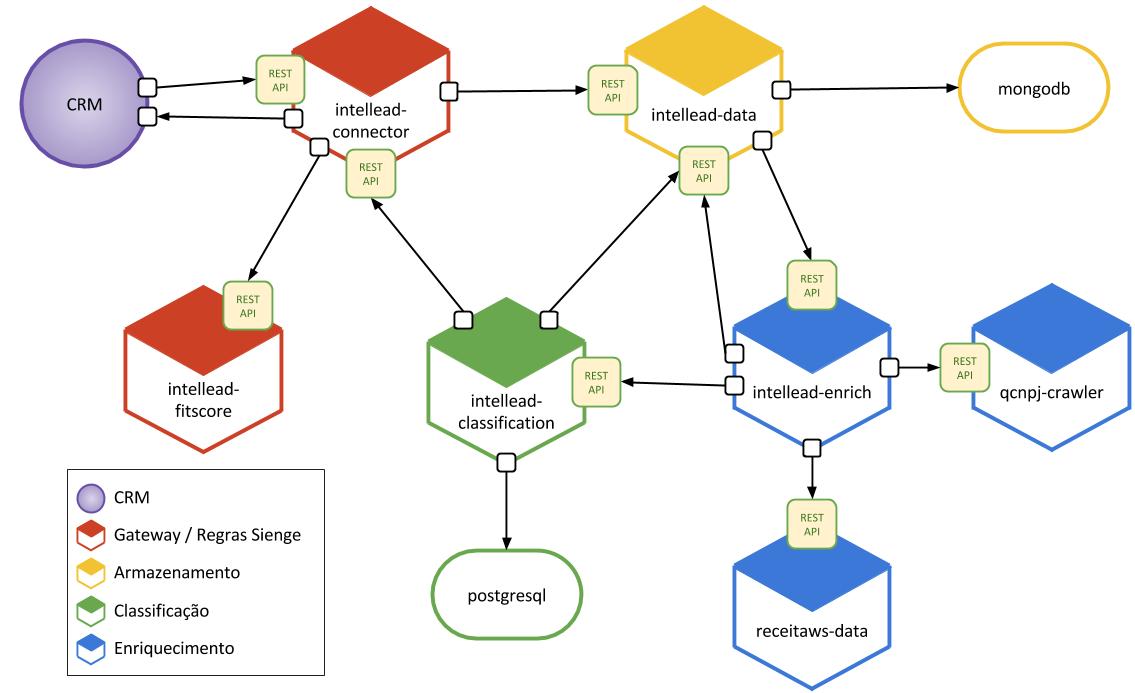 CRM
REST
API
intellead-
connector
REST
API
REST
API
intellead-data
REST
API
mongodb
REST
API
intellead-
fitscore
intellead-
classification
REST
API
REST
API
intellead-enrich
REST
API
qcnpj-crawler
postgresql
REST
API
receitaws-data
CRM
Gateway / Regras Sienge
Armazenamento
Classificação
Enriquecimento